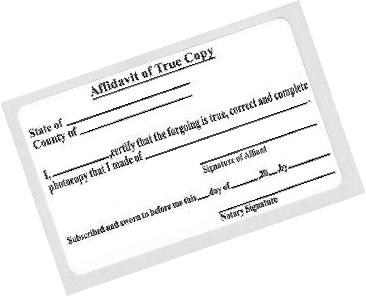 Affidavit of True Copy
State of
County of
I, ,certify that the forgoing is true, correct and complete
photocopy that I made of .
Signature of Affiant
Subscribed and sworn to before me this day of 20 , by
Notary Signature